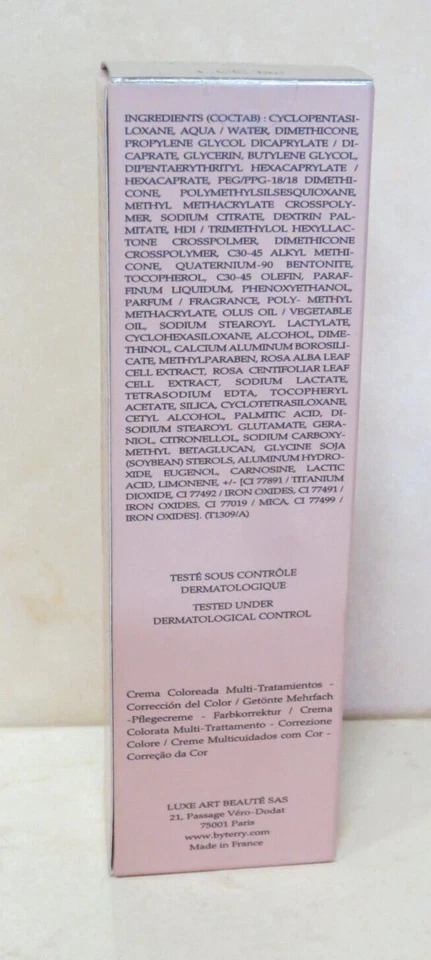 INGREDIENTS (COCTAB) : CYCLOPENTASI-
LOXANE, AQUA / WATER, DIMETHICONE,
PROPYLENE GLYCOL DICAPRYLATE / DI-
CAPRATE, GLYCERIN, BUTYLENE GLYCOL,
DIPENTAERYTHRITYL HEXACAPRYLATE /
HEXACAPRATE, PEG/PPG-18/18 DIMETHI-
CONE, POLYMETHYLSILSESQUIOXANE,
METHYL METHACRYLATE CROSSPOLY-
MER, SODIUM CITRATE, DEXTRIN PAL-
MITATE, HDI / TRIMETHYLOL HEXYLLAC-
TONE CROSSPOLMER, DIMETHICONE
CROSSPOLYMER, C30-45 ALKYL METHI-
CONE, QUATERNIUM-90 BENTONITE,
TOCOPHEROL, C30-45 OLEFIN, PARAF-
FINUM LIQUIDUM, PHENOXYETHANOL,
PARFUM / FRAGRANCE, POLY- METHYL
METHACRYLATE, OLUS OIL / VEGETABLE
OIL, SODIUM STEAROYL LACTYLATE,
CYCLOHEXASILOXANE, ALCOHOL, DIME-
THINOL, CALCIUM ALUMINUM BOROSILI-
CATE, METHYLPARABEN, ROSA ALBA LEAF
CELL EXTRACT, ROSA CENTIFOLIAR LEAF
CELL EXTRACT, SODIUM LACTATE,
TETRASODIUM EDTA, TOCOPHERYL
ACETATE, SILICA, CYCLOTETRASILOXANE,
CETYL ALCOHOL, PALMITIC ACID, DI-
SODIUM STEAROYL GLUTAMATE, GERA-
NIOL, CITRONELLOL, SODIUM CARBOXY-
METHYL BETAGLUCAN, GLYCINE SOJA
(SOYBEAN) STEROLS, ALUMINUM HYDRO-
XIDE, EUGENOL, CARNOSINE, LACTIC
ACID, LIMONENE, +/- [CI 77891 / TITANIUM
DIOXIDE, CI 77492 / IRON OXIDES, CI 77491 /
IRON OXIDES, CI 77019 / MICA, CI 77499 /
IRON OXIDES]. (T1309/A)
TESTÉ SOUS CONTRÔLE
DERMATOLOGIQUE
TESTED UNDER
DERMATOLOGICAL CONTROL
Crema Coloreada Multi-Tratamientos -
Corrección del Color / Getönte Mehrfach
-Pflegecreme - Farbkorrektur / Crema
Colorata Multi-Trattamento - Correzione
Colore / Creme Multicuidados com Cor -
Correção da Cor
LUXE ART BEAUTÉ SAS
21, Passage Véro-Dodat
75001 Paris
www.byterry.com
Made in France